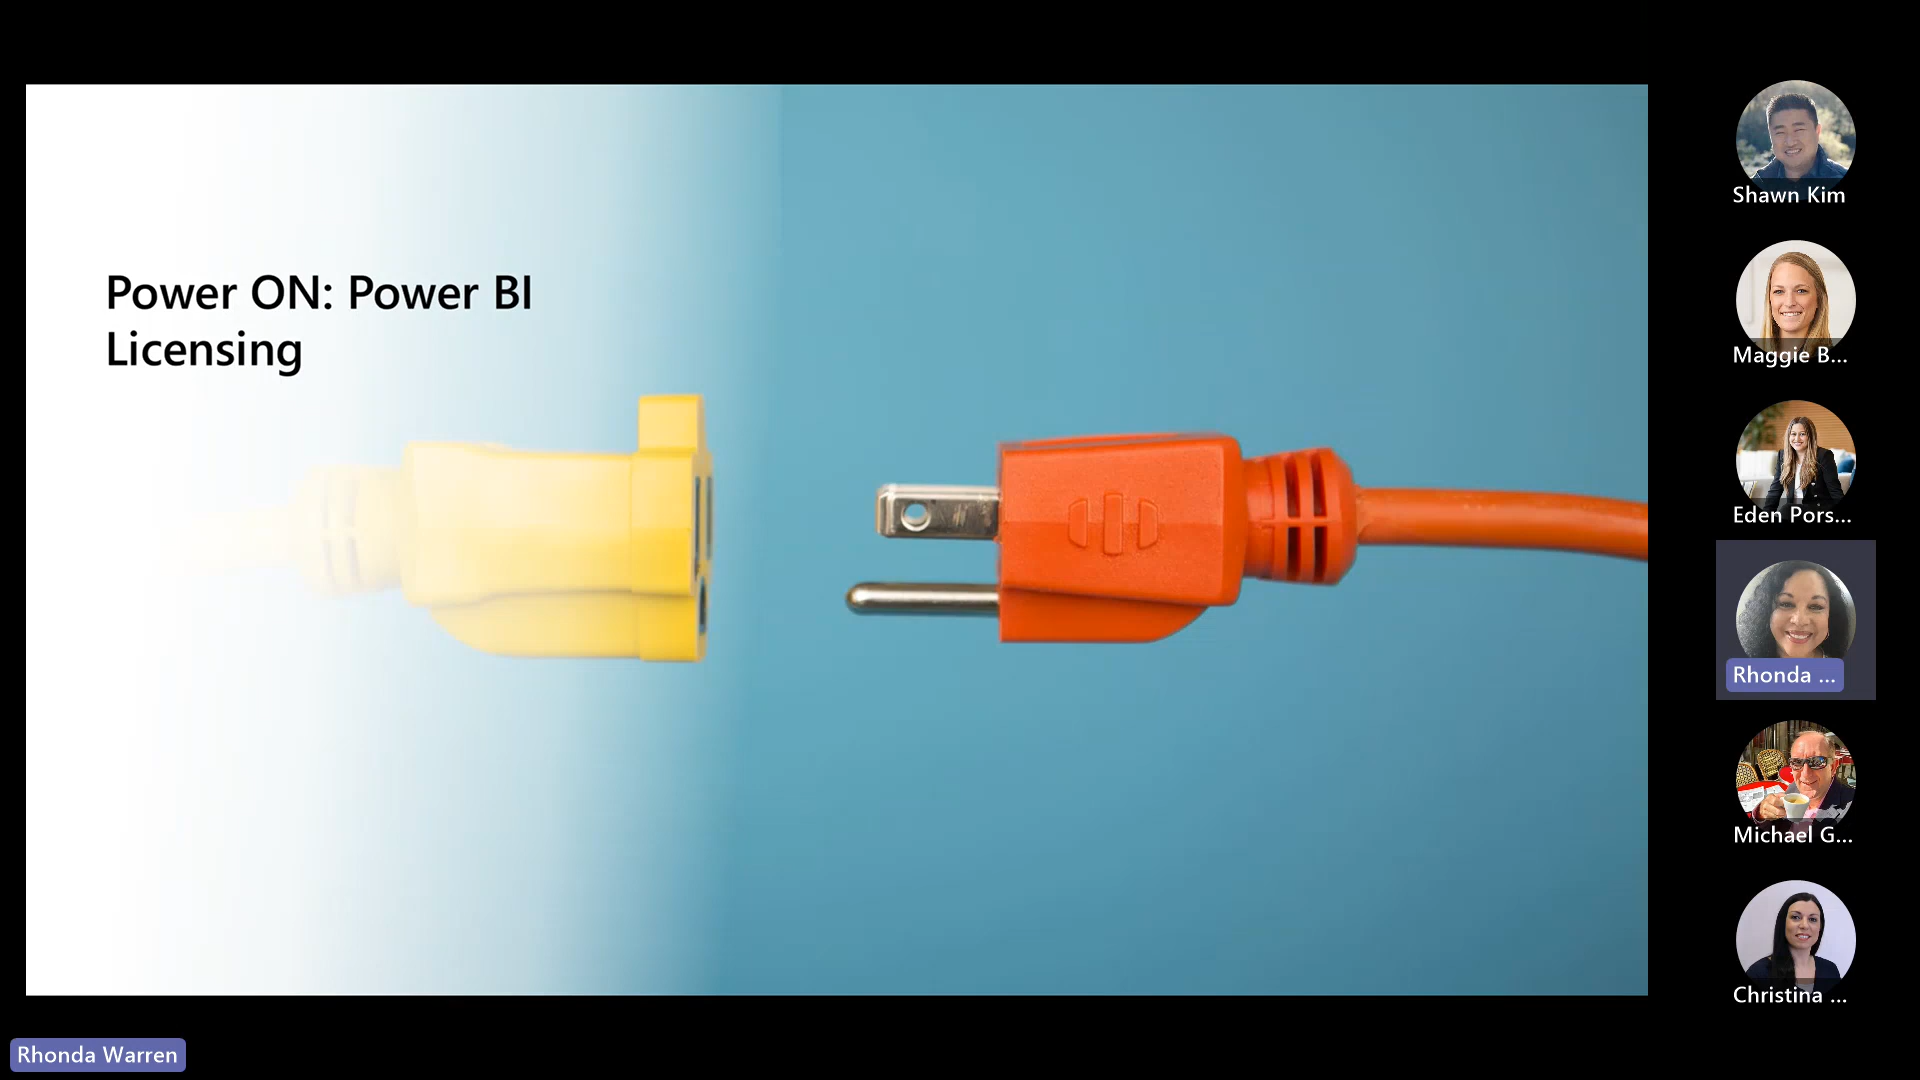 Power ON: Power BI
Licensing
Shawn Kim
Maggie B...
Eden Pors...
Rhonda ...
Michael G...
Christina ...
Rhonda Warren